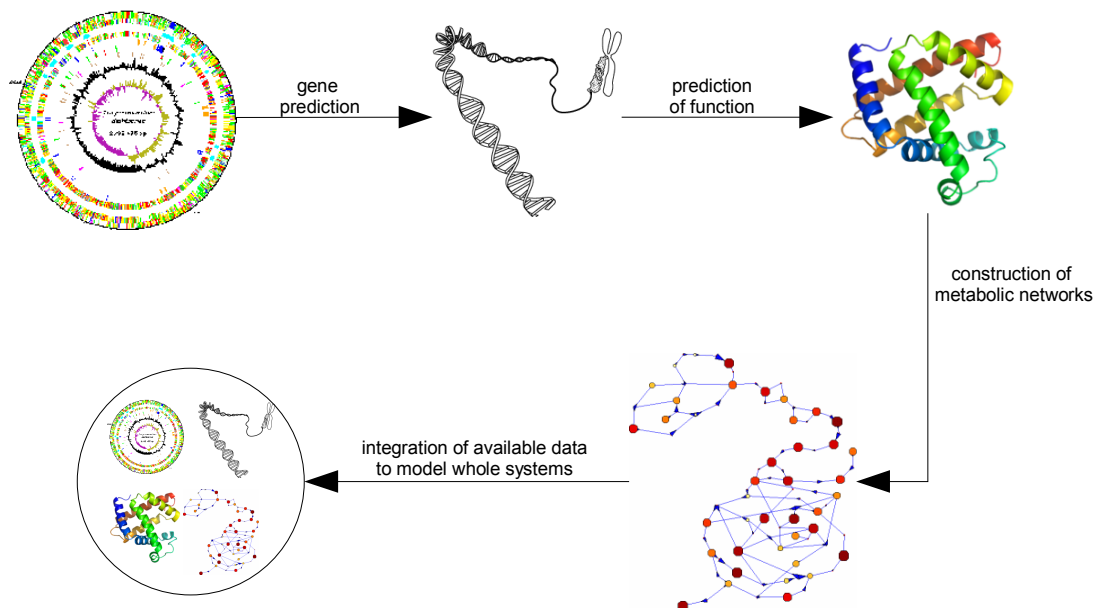 gene
prediction
prediction
of function
construction of
metabolic networks
integration of available data
to model whole systems